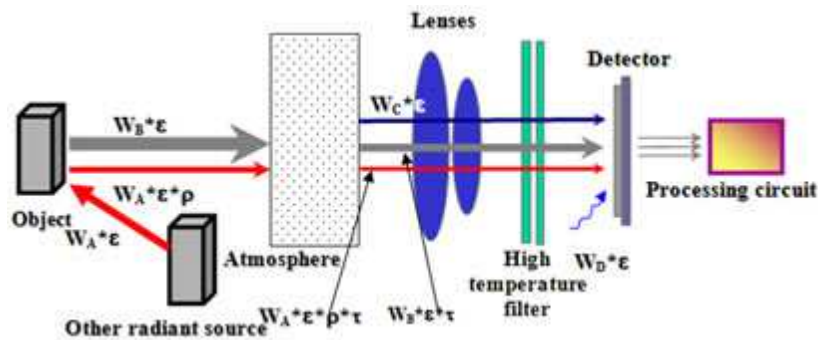 Lenses
Detector
W_C*ε
W_B*ε
W_A*ε*ρ
Object
W_A*ε
Processing circuit
Atmosphere
High
temperature
filter
W_D*ε
W_A*ε*ρ*τ
W_B*ε*τ
Other radiant source